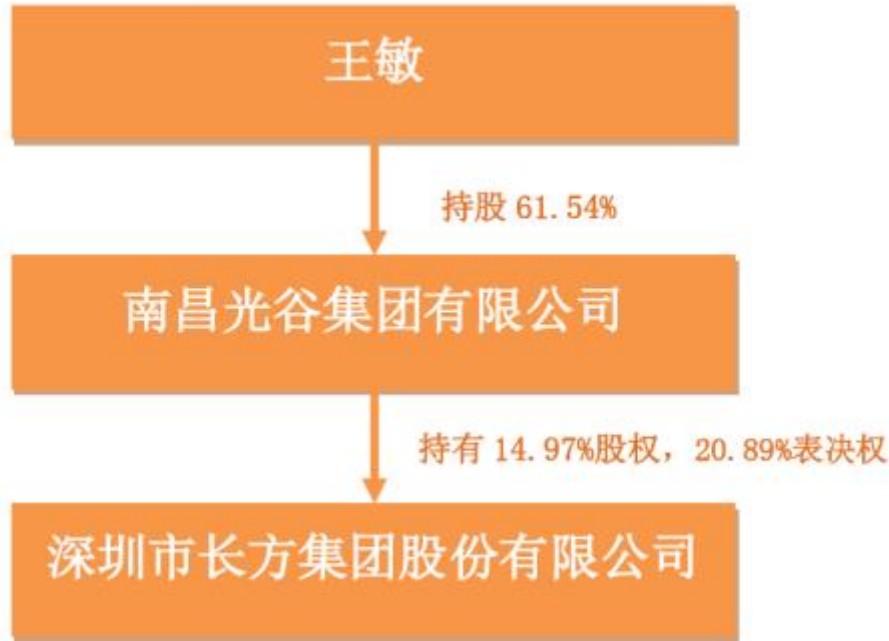 王敏
持股 61.54%
南昌光谷集团有限公司
持有 14.97%股权，20.89%表决权
深圳市长方集团股份有限公司